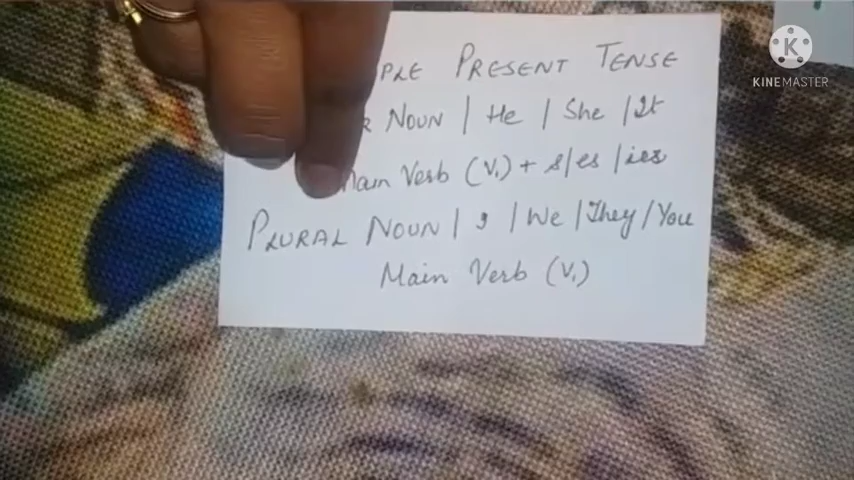 PLE PRESENT TENSE
R NOUN | He | She | It
Main Verb (V₁) + s/es/ies
PLURAL NOUN | I | We | They / You
Main Verb (V₁)
K
KINEMASTER